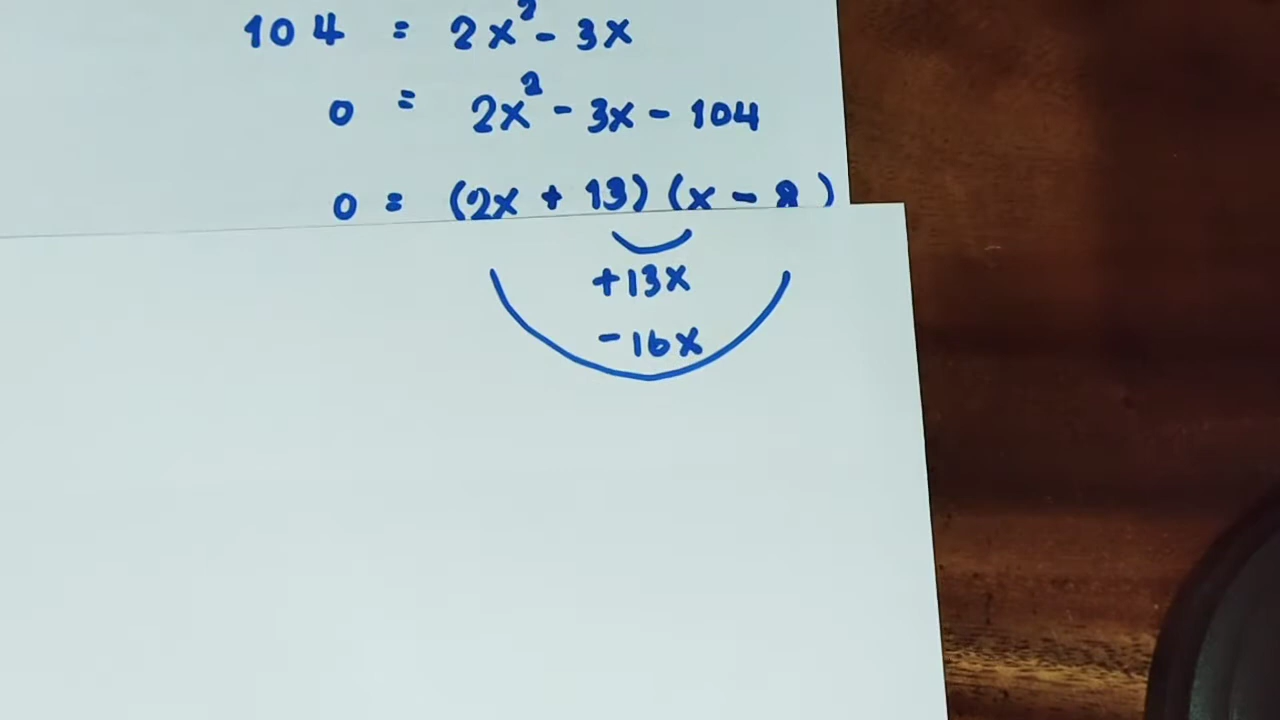 104 = 2x² - 3x
0 = 2x² - 3x - 104
0 = (2x + 13)(x - 8)
+13x
-16x